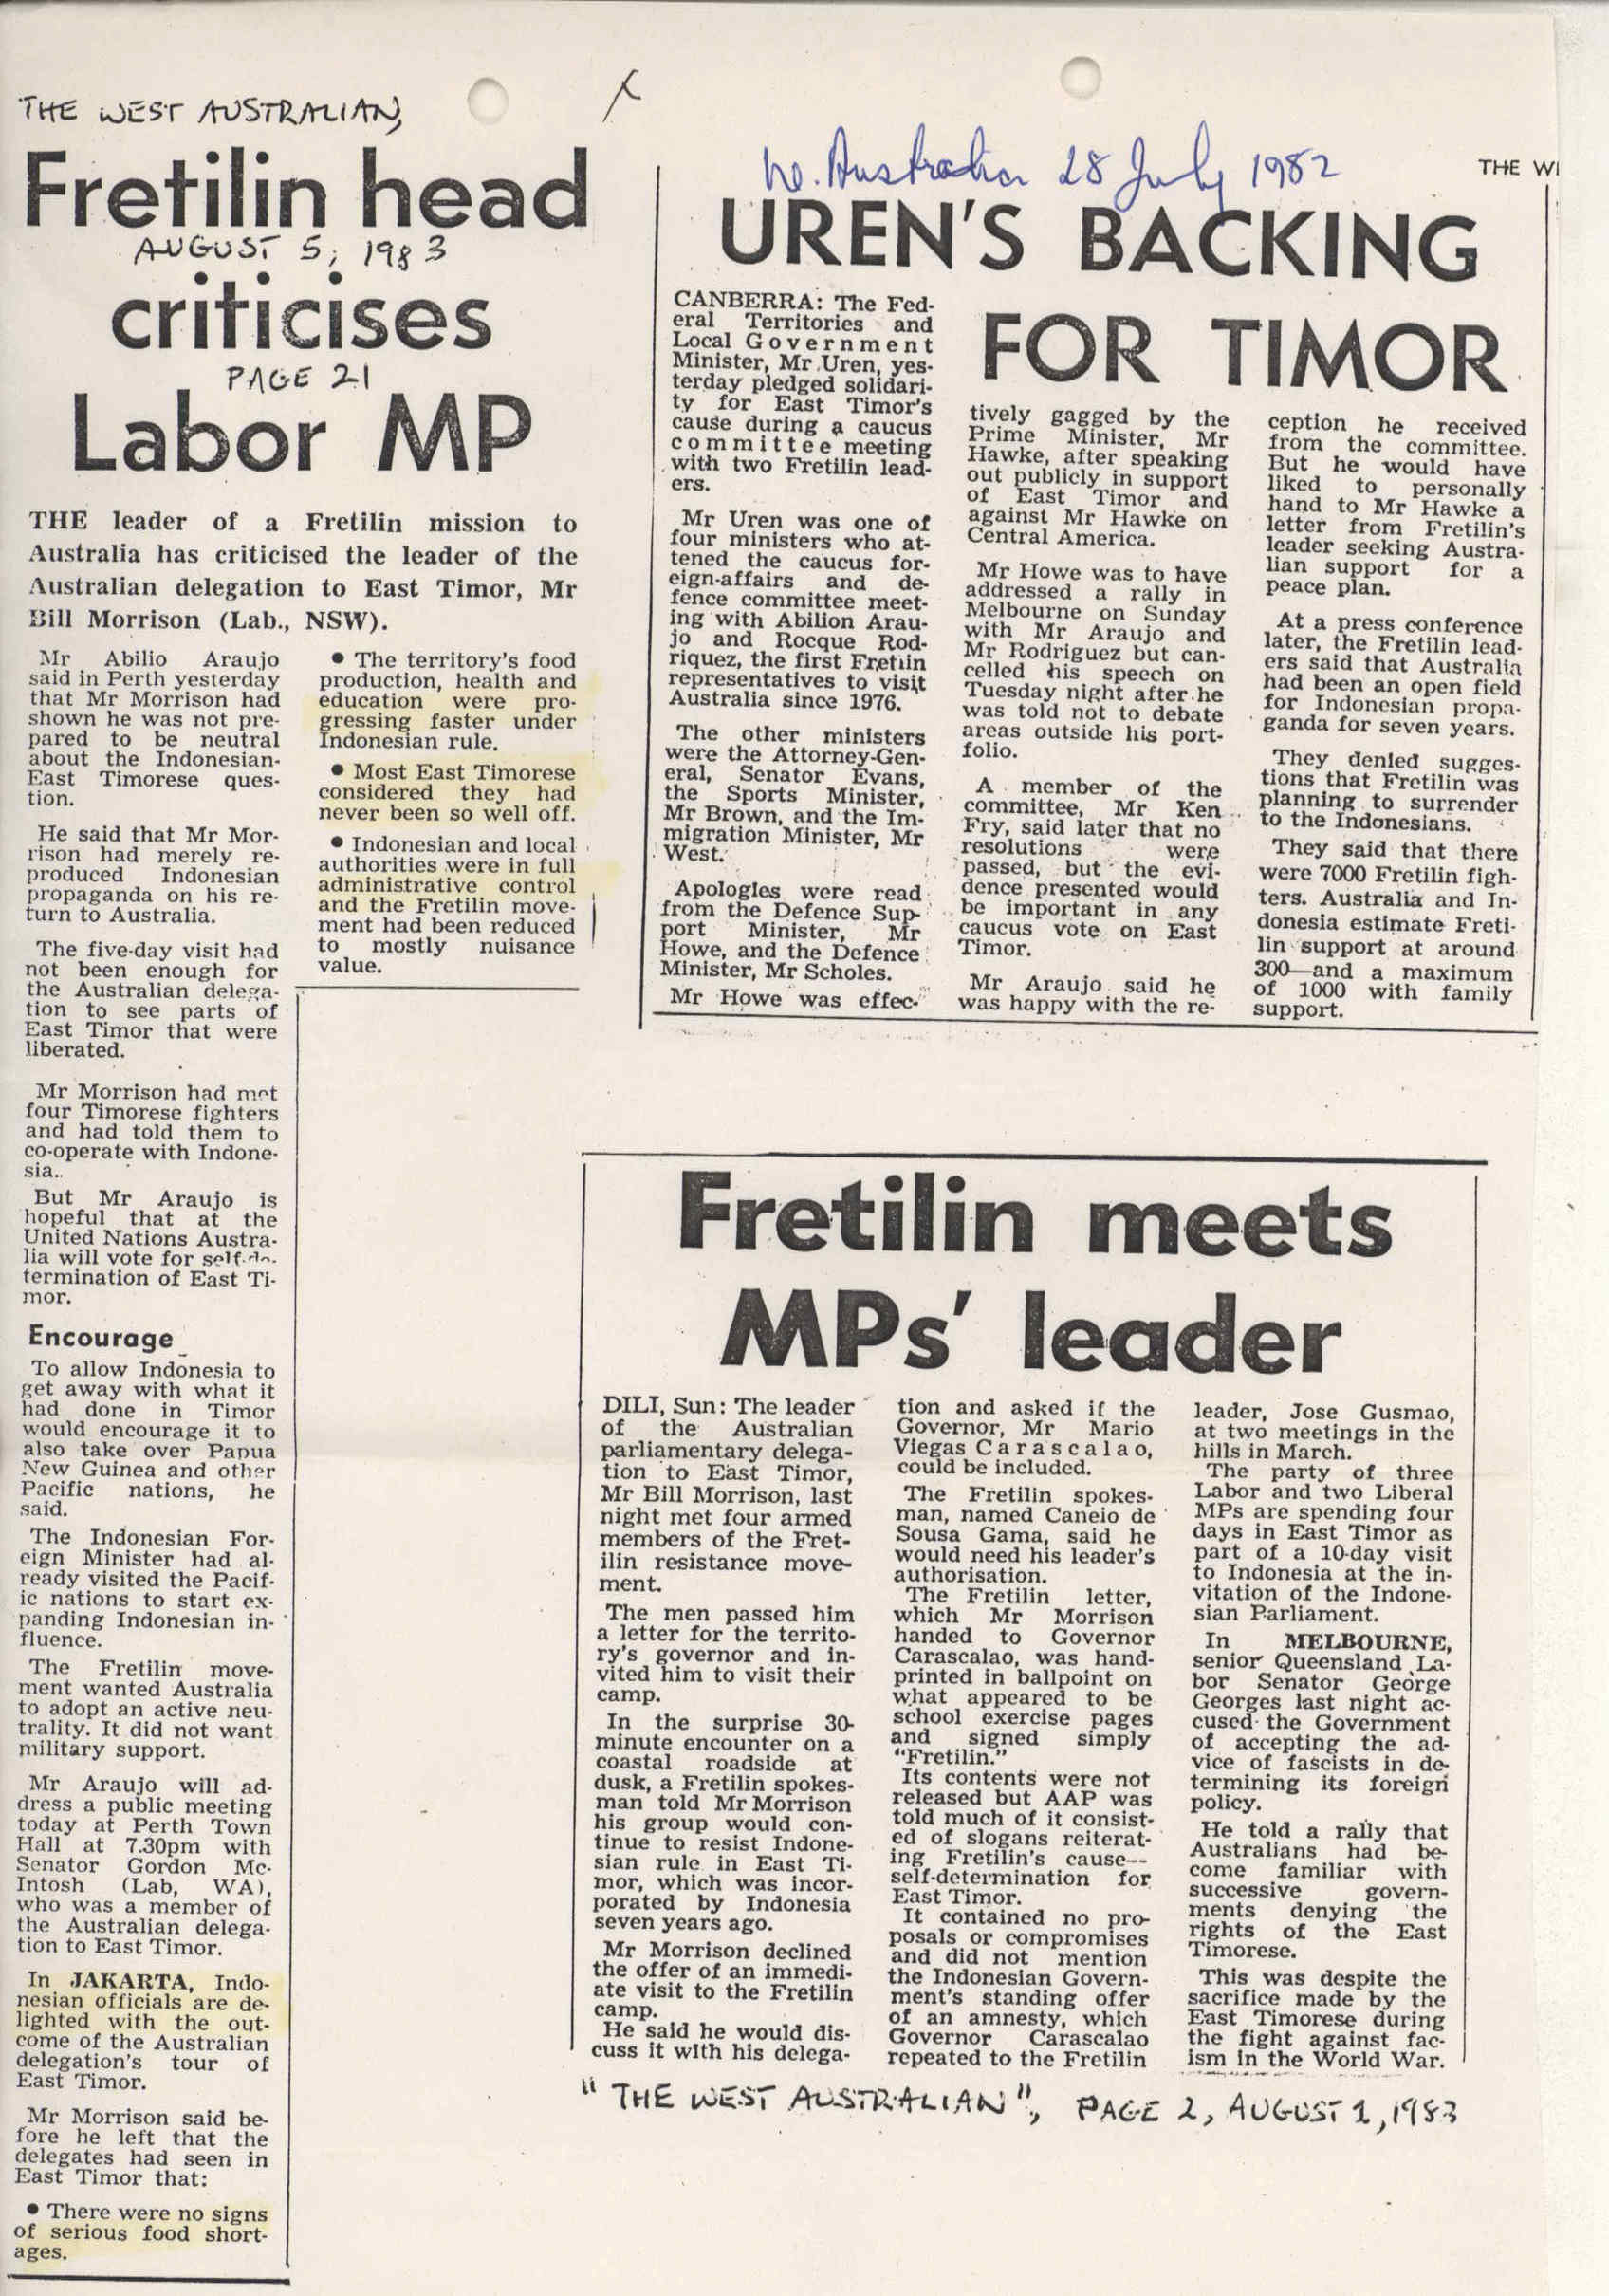 THE WEST AUSTRALIAN,
Fretilin head
AUGUST 5, 1983
criticises
PAGE 21
Labor MP
THE leader of a Fretilin mission to
Australia has criticised the leader of the
Australian delegation to East Timor, Mr
Bill Morrison (Lab., NSW).
Mr Abilio Araujo
said in Perth yesterday
that Mr Morrison had
shown he was not pre-
pared to be neutral
about the Indonesian-
East Timorese ques-
tion.
He said that Mr Mor-
rison had merely re-
produced Indonesian
propaganda on his re-
turn to Australia.
The five-day visit had
not been enough for
the Australian delega-
tion to see parts of
East Timor that were
liberated.
Mr Morrison had met
four Timorese fighters
and had told them to
co-operate with Indone-
sia.
But Mr Araujo is
hopeful that at the
United Nations Austra-
lia will vote for self-de-
termination of East Ti-
mor.
Encourage
To allow Indonesia to
get away with what it
had done in Timor
would encourage it to
also take over Papua
New Guinea and other
Pacific nations, he
said.
The Indonesian For-
eign Minister had al-
ready visited the Pacif-
ic nations to start ex-
panding Indonesian in-
fluence.
The Fretilin move-
ment wanted Australia
to adopt an active neu-
trality. It did not want
military support.
Mr Araujo will ad-
dress a public meeting
today at Perth Town
Hall at 7.30pm with
Senator Gordon Mc-
Intosh (Lab, WA),
who was a member of
the Australian delega-
tion to East Timor.
In JAKARTA, Indo-
nesian officials are de-
lighted with the out-
come of the Australian
delegation's tour of
East Timor.
Mr Morrison said be-
fore he left that the
delegates had seen in
East Timor that:
● There were no signs
of serious food short-
ages.
● The territory's food
production, health and
education were pro-
gressing faster under
Indonesian rule.
● Most East Timorese
considered they had
never been so well off.
● Indonesian and local
authorities were in full
administrative control
and the Fretilin move-
ment had been reduced
to mostly nuisance
value.
W. Australian 28 July 1982
THE WE
UREN'S BACKING
FOR TIMOR
CANBERRA: The Fed-
eral Territories and
Local Government
Minister, Mr Uren, yes-
terday pledged solidari-
ty for East Timor's
cause during a caucus
committee meeting
with two Fretilin lead-
ers.
Mr Uren was one of
four ministers who at-
tened the caucus for-
eign-affairs and de-
fence committee meet-
ing with Abilion Arau-
jo and Rocque Rod-
riquez, the first Fretiin
representatives to visit
Australia since 1976.
The other ministers
were the Attorney-Gen-
eral, Senator Evans,
the Sports Minister,
Mr Brown, and the Im-
migration Minister, Mr
West.
Apologies were read
from the Defence Sup-
port Minister, Mr
Howe, and the Defence
Minister, Mr Scholes.
Mr Howe was effec-
tively gagged by the
Prime Minister, Mr
Hawke, after speaking
out publicly in support
of East Timor and
against Mr Hawke on
Central America.
Mr Howe was to have
addressed a rally in
Melbourne on Sunday
with Mr Araujo and
Mr Rodriguez but can-
celled his speech on
Tuesday night after he
was told not to debate
areas outside his port-
folio.
A member of the
committee, Mr Ken
Fry, said later that no
resolutions were
passed, but the evi-
dence presented would
be important in any
caucus vote on East
Timor.
Mr Araujo said he
was happy with the re-
ception he received
from the committee.
But he would have
liked to personally
hand to Mr Hawke a
letter from Fretilin's
leader seeking Austra-
lian support for a
peace plan.
At a press conference
later, the Fretilin lead-
ers said that Australia
had been an open field
for Indonesian propa-
ganda for seven years.
They denied sugges-
tions that Fretilin was
planning to surrender
to the Indonesians.
They said that there
were 7000 Fretilin figh-
ters. Australia and In-
donesia estimate Freti-
lin support at around
300—and a maximum
of 1000 with family
support.
Fretilin meets
MPs' leader
DILI, Sun: The leader
of the Australian
parliamentary delega-
tion to East Timor,
Mr Bill Morrison, last
night met four armed
members of the Fret-
ilin resistance move-
ment.
The men passed him
a letter for the territo-
ry's governor and in-
vited him to visit their
camp.
In the surprise 30-
minute encounter on a
coastal roadside at
dusk, a Fretilin spokes-
man told Mr Morrison
his group would con-
tinue to resist Indone-
sian rule in East Ti-
mor, which was incor-
porated by Indonesia
seven years ago.
Mr Morrison declined
the offer of an immedi-
ate visit to the Fretilin
camp.
He said he would dis-
cuss it with his delega-
tion and asked if the
Governor, Mr Mario
Viegas Carascalao,
could be included.
The Fretilin spokes-
man, named Caneio de
Sousa Gama, said he
would need his leader's
authorisation.
The Fretilin letter,
which Mr Morrison
handed to Governor
Carascalao, was hand-
printed in ballpoint on
what appeared to be
school exercise pages
and signed simply
"Fretilin."
Its contents were not
released but AAP was
told much of it consist-
ed of slogans reiterat-
ing Fretilin's cause—
self-determination for
East Timor.
It contained no pro-
posals or compromises
and did not mention
the Indonesian Govern-
ment's standing offer
of an amnesty, which
Governor Carascalao
repeated to the Fretilin
leader, Jose Gusmao,
at two meetings in the
hills in March.
The party of three
Labor and two Liberal
MPs are spending four
days in East Timor as
part of a 10-day visit
to Indonesia at the in-
vitation of the Indone-
sian Parliament.
In MELBOURNE,
senior Queensland La-
bor Senator George
Georges last night ac-
cused the Government
of accepting the ad-
vice of fascists in de-
termining its foreign
policy.
He told a rally that
Australians had be-
come familiar with
successive govern-
ments denying the
rights of the East
Timorese.
This was despite the
sacrifice made by the
East Timorese during
the fight against fac-
ism in the World War.
"THE WEST AUSTRALIAN", PAGE 2, AUGUST 1, 1983